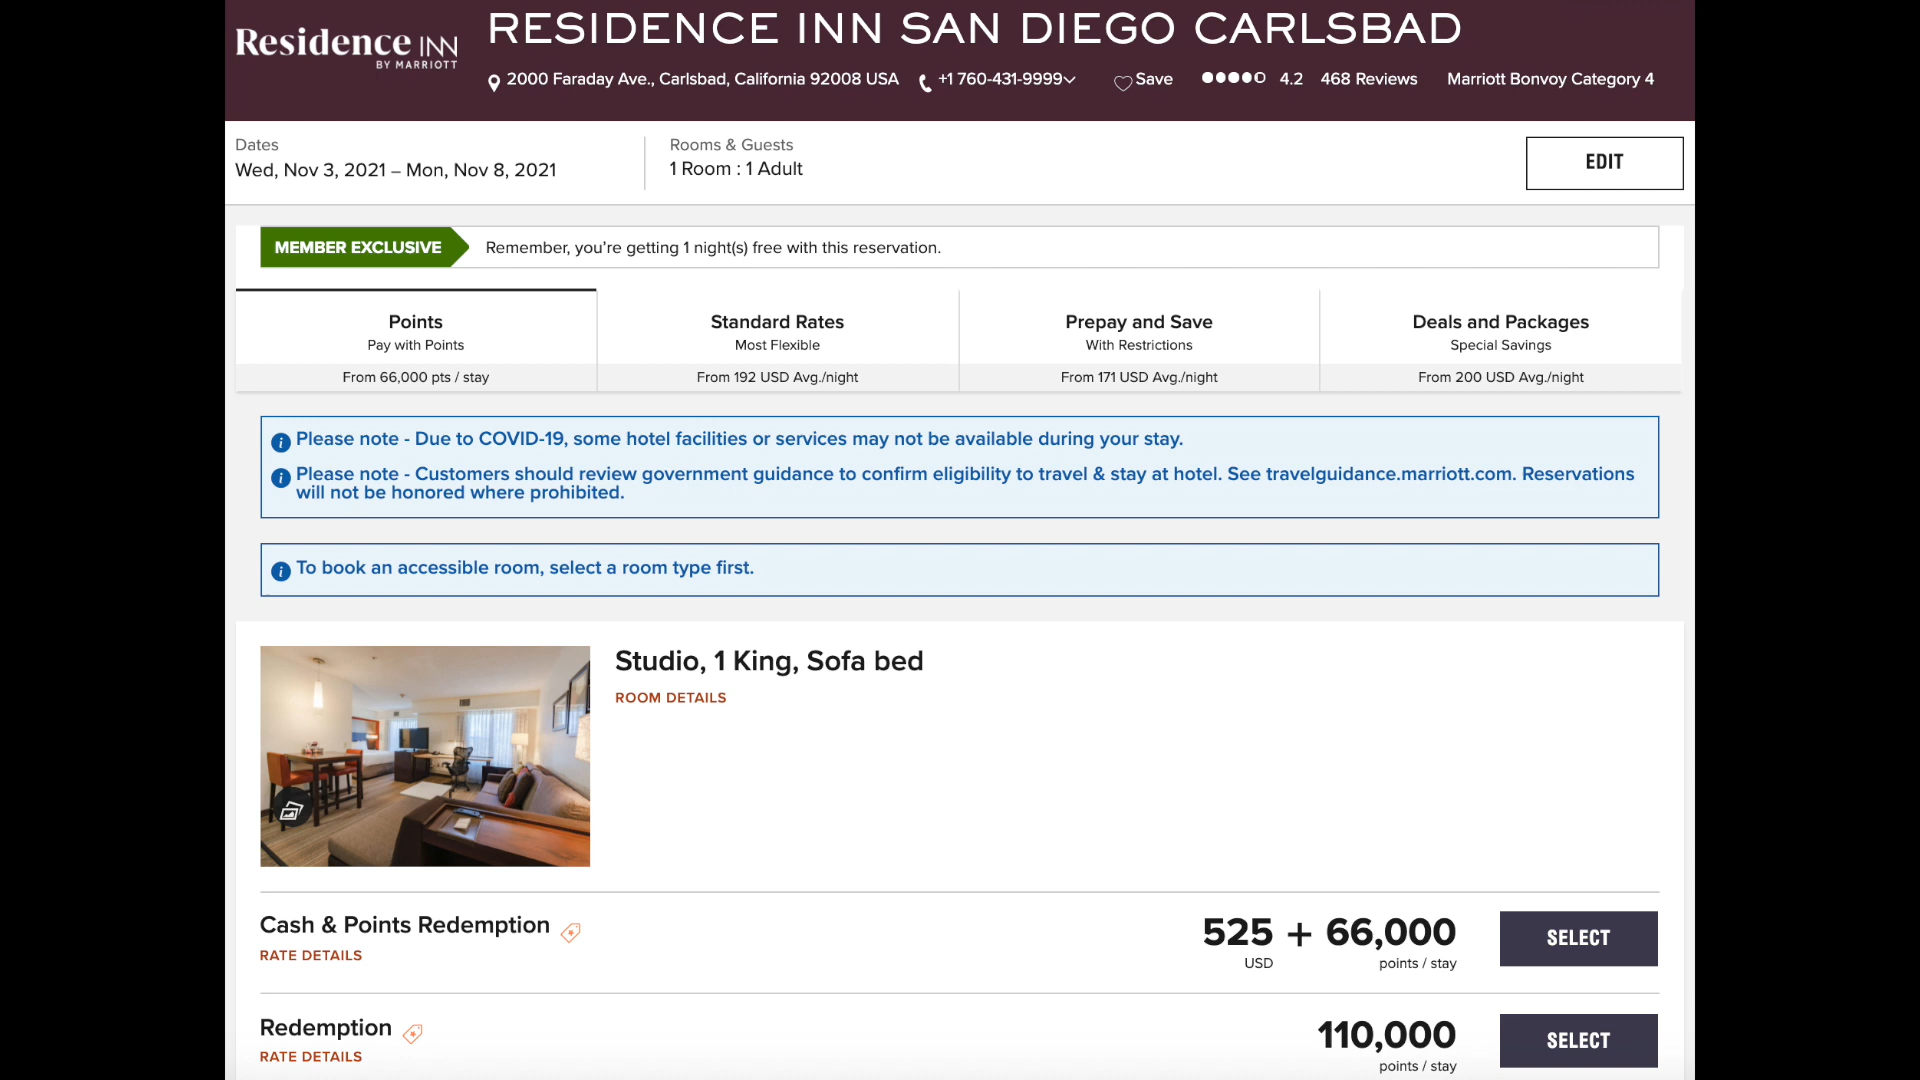 Residence INN
BY MARRIOTT
RESIDENCE INN SAN DIEGO CARLSBAD
2000 Faraday Ave., Carlsbad, California 92008 USA
+1 760-431-9999
Save
4.2
468 Reviews
Marriott Bonvoy Category 4
Dates
Wed, Nov 3, 2021 – Mon, Nov 8, 2021
Rooms & Guests
1 Room : 1 Adult
EDIT
MEMBER EXCLUSIVE
Remember, you’re getting 1 night(s) free with this reservation.
Points
Pay with Points
From 66,000 pts / stay
Standard Rates
Most Flexible
From 192 USD Avg./night
Prepay and Save
With Restrictions
From 171 USD Avg./night
Deals and Packages
Special Savings
From 200 USD Avg./night
Please note - Due to COVID-19, some hotel facilities or services may not be available during your stay.
Please note - Customers should review government guidance to confirm eligibility to travel & stay at hotel. See travelguidance.marriott.com. Reservations
will not be honored where prohibited.
To book an accessible room, select a room type first.
Studio, 1 King, Sofa bed
ROOM DETAILS
Cash & Points Redemption
RATE DETAILS
525 + 66,000
USD
points / stay
SELECT
Redemption
RATE DETAILS
110,000
points / stay
SELECT